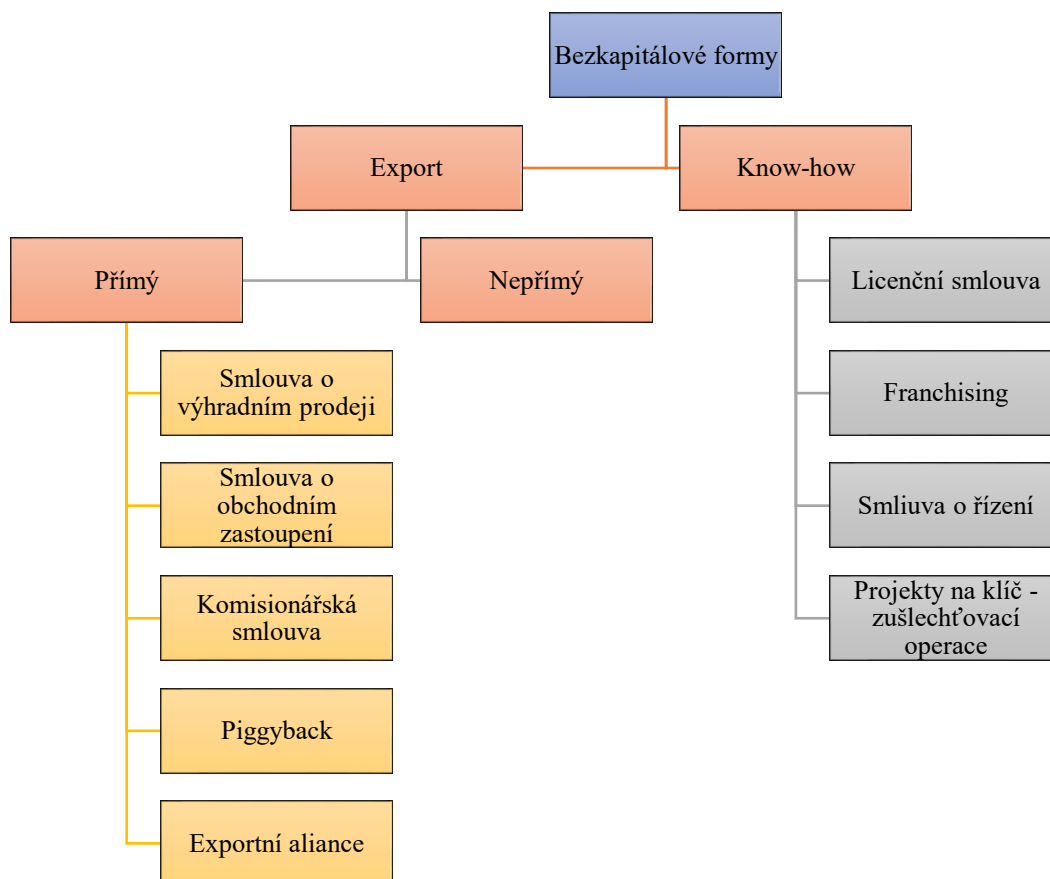 Bezkapitálové formy
Export
Know-how
Přímý
Nepřímý
Smlouva o
výhradním prodeji
Smlouva o
obchodním
zastoupení
Komisionářská
smlouva
Piggyback
Exportní aliance
Licenční smlouva
Franchising
Smliuva o řízení
Projekty na klíč -
zušlechťovací
operace